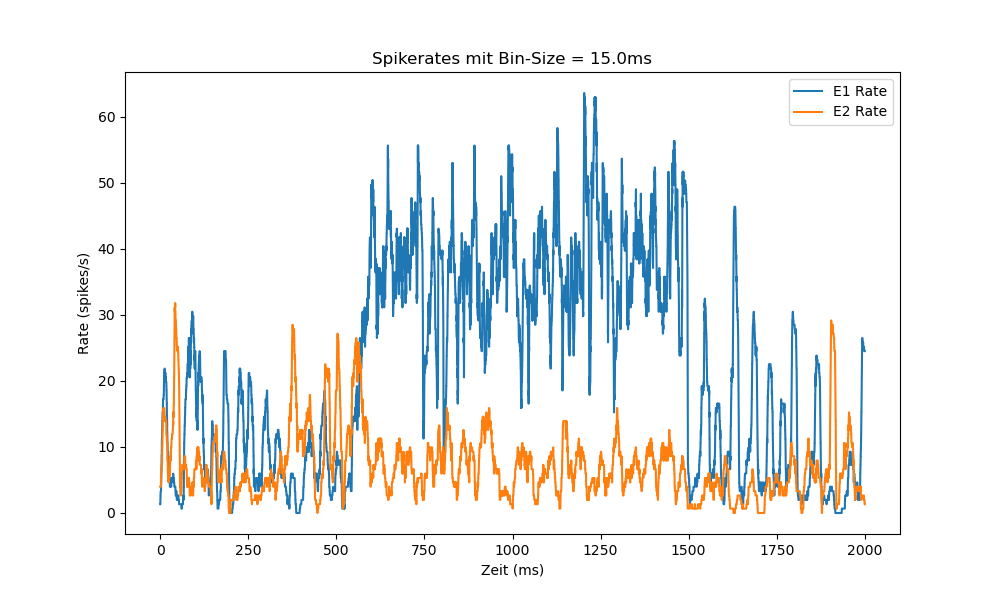 Spikerates mit Bin-Size = 15.0ms
E1 Rate
E2 Rate
Rate (spikes/s)
60
50
40
30
20
10
0
0 250 500 750 1000 1250 1500 1750 2000
Zeit (ms)